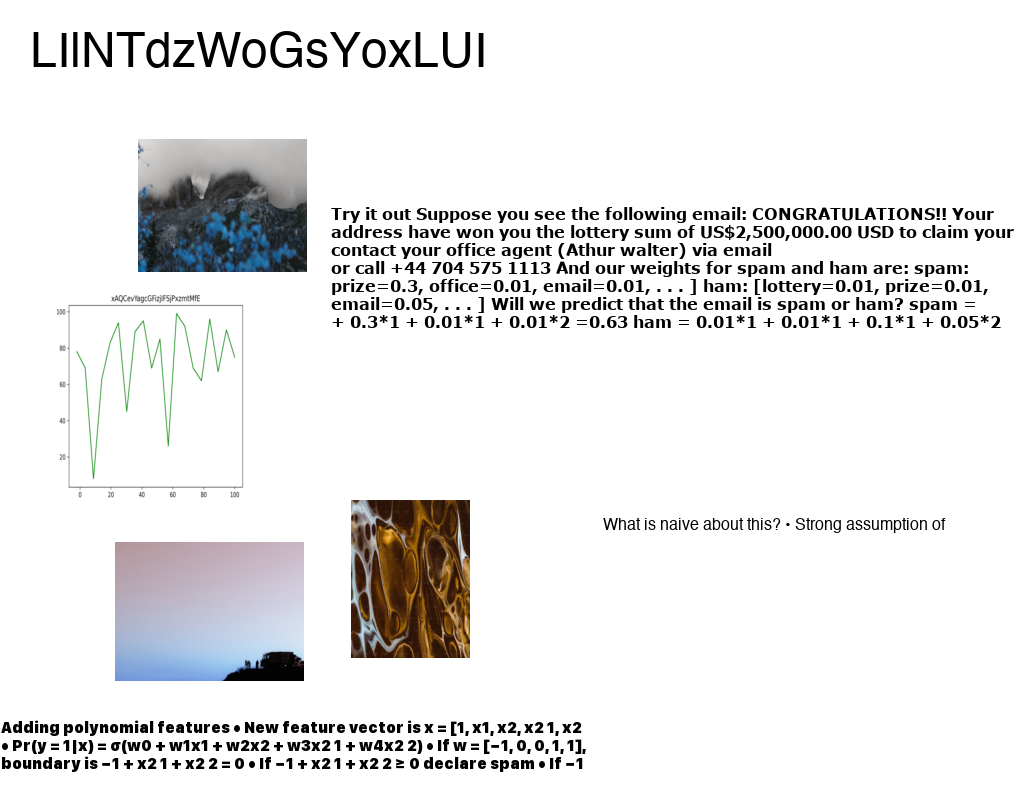 LIlNTdzWoGsYoxLUI
Try it out Suppose you see the following email: CONGRATULATIONS!! Your
address have won you the lottery sum of US$2,500,000.00 USD to claim your
contact your office agent (Athur walter) via email
or call +44 704 575 1113 And our weights for spam and ham are: spam:
prize=0.3, office=0.01, email=0.01, . . . ] ham: [lottery=0.01, prize=0.01,
email=0.05, . . . ] Will we predict that the email is spam or ham? spam =
+ 0.3*1 + 0.01*1 + 0.01*2 =0.63 ham = 0.01*1 + 0.01*1 + 0.1*1 + 0.05*2
xAQCevYagcGFizjIFSjPxzmtMfE
100
80
60
40
20
0 20 40 60 80 100
What is naive about this? • Strong assumption of
Adding polynomial features • New feature vector is x = [1, x1, x2, x2 1, x2
• Pr(y = 1|x) = σ(w0 + w1x1 + w2x2 + w3x2 1 + w4x2 2) • If w = [−1, 0, 0, 1, 1],
boundary is −1 + x2 1 + x2 2 = 0 • If −1 + x2 1 + x2 2 ≥ 0 declare spam • If −1